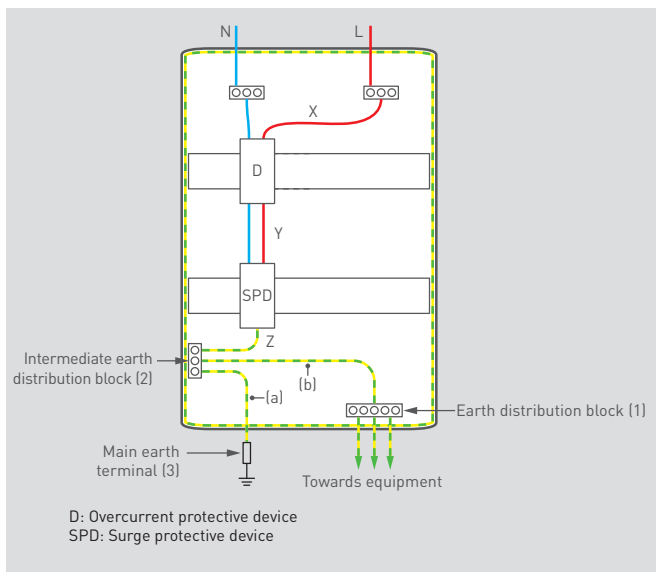 N
L
X
D
Y
SPD
Z
Intermediate earth
distribution block (2)
(b)
(a)
Earth distribution block (1)
Main earth
terminal (3)
Towards equipment
D: Overcurrent protective device
SPD: Surge protective device